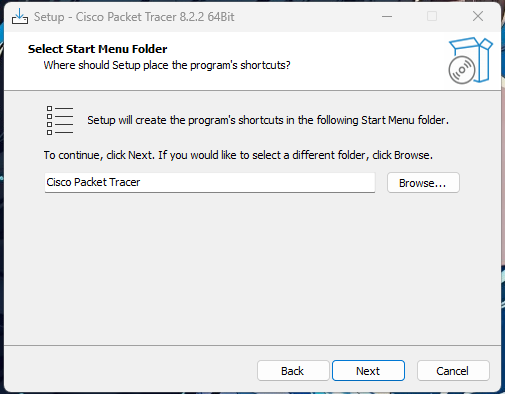 Setup - Cisco Packet Tracer 8.2.2 64Bit
Select Start Menu Folder
Where should Setup place the program's shortcuts?
Setup will create the program's shortcuts in the following Start Menu folder.
To continue, click Next. If you would like to select a different folder, click Browse.
Cisco Packet Tracer
Browse...
Back
Next
Cancel